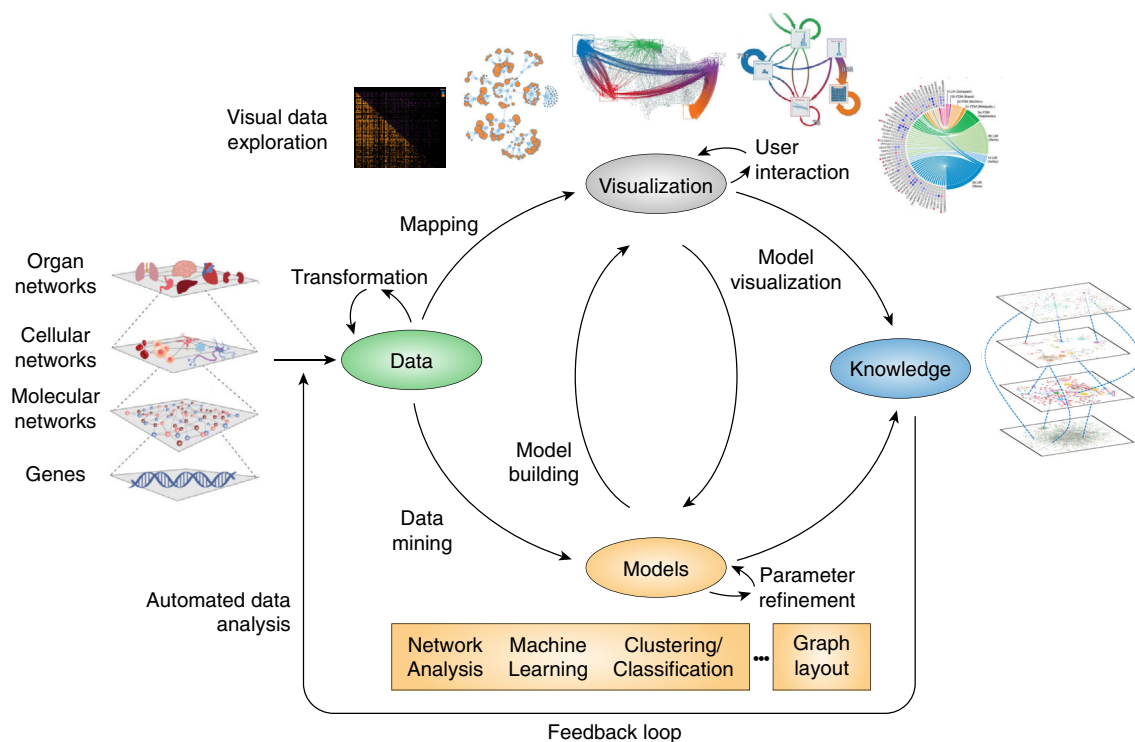 Visual data
exploration
User
interaction
Visualization
Mapping
Model
visualization
Transformation
Organ
networks
Cellular
networks
Molecular
networks
Genes
Data
Knowledge
Model
building
Data
mining
Models
Parameter
refinement
Automated data
analysis
Network
Analysis
Machine
Learning
Clustering/
Classification
•••
Graph
layout
Feedback loop